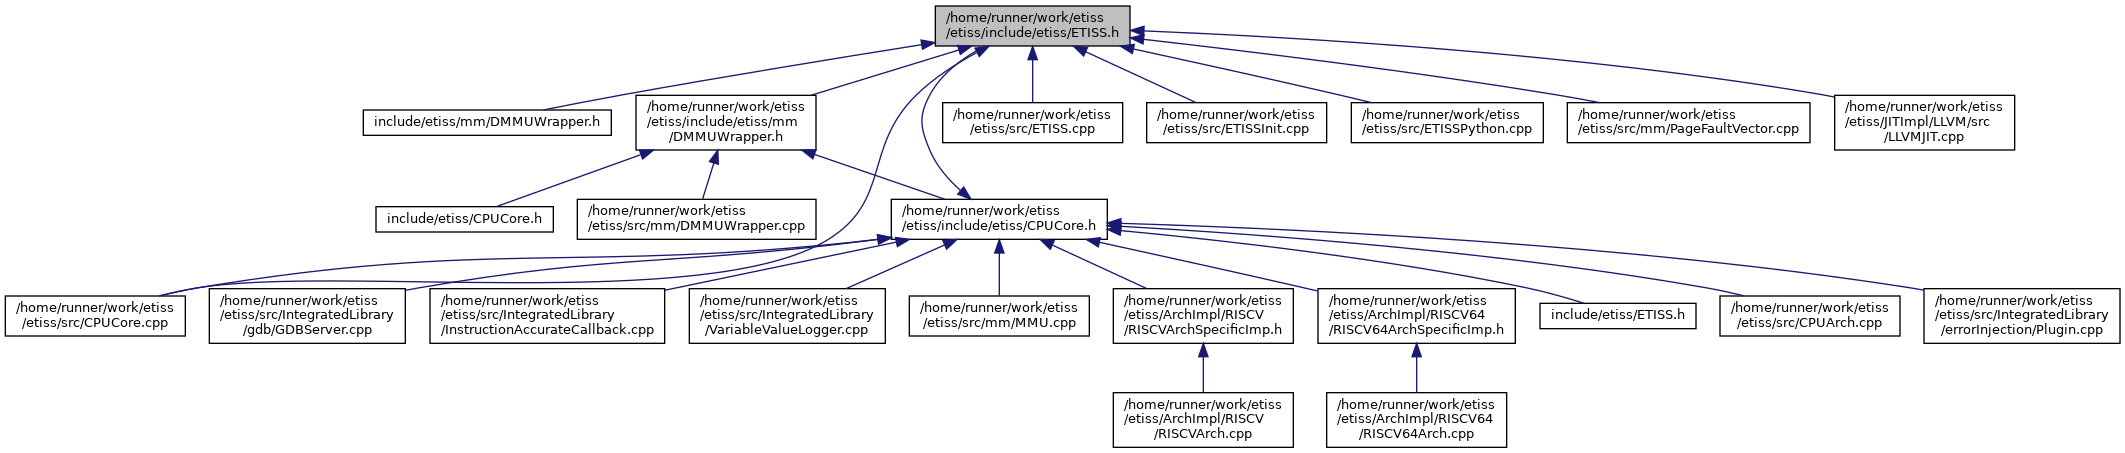 /home/runner/work/etiss
/etiss/include/etiss/ETISS.h
include/etiss/mm/DMMUWrapper.h
/home/runner/work/etiss
/etiss/include/etiss/mm
/DMMUWrapper.h
/home/runner/work/etiss
/etiss/src/ETISS.cpp
/home/runner/work/etiss
/etiss/src/ETISSInit.cpp
/home/runner/work/etiss
/etiss/src/ETISSPython.cpp
/home/runner/work/etiss
/etiss/src/mm/PageFaultVector.cpp
/home/runner/work/etiss
/etiss/JITImpl/LLVM/src
/LLVMJIT.cpp
include/etiss/CPUCore.h
/home/runner/work/etiss
/etiss/src/mm/DMMUWrapper.cpp
/home/runner/work/etiss
/etiss/include/etiss/CPUCore.h
/home/runner/work/etiss
/etiss/src/CPUCore.cpp
/home/runner/work/etiss
/etiss/src/IntegratedLibrary
/gdb/GDBServer.cpp
/home/runner/work/etiss
/etiss/src/IntegratedLibrary
/InstructionAccurateCallback.cpp
/home/runner/work/etiss
/etiss/src/IntegratedLibrary
/VariableValueLogger.cpp
/home/runner/work/etiss
/etiss/src/mm/MMU.cpp
/home/runner/work/etiss
/etiss/ArchImpl/RISCV
/RISCVArchSpecificImp.h
/home/runner/work/etiss
/etiss/ArchImpl/RISCV64
/RISCV64ArchSpecificImp.h
include/etiss/ETISS.h
/home/runner/work/etiss
/etiss/src/CPUArch.cpp
/home/runner/work/etiss
/etiss/src/IntegratedLibrary
/errorInjection/Plugin.cpp
/home/runner/work/etiss
/etiss/ArchImpl/RISCV
/RISCVArch.cpp
/home/runner/work/etiss
/etiss/ArchImpl/RISCV64
/RISCV64Arch.cpp